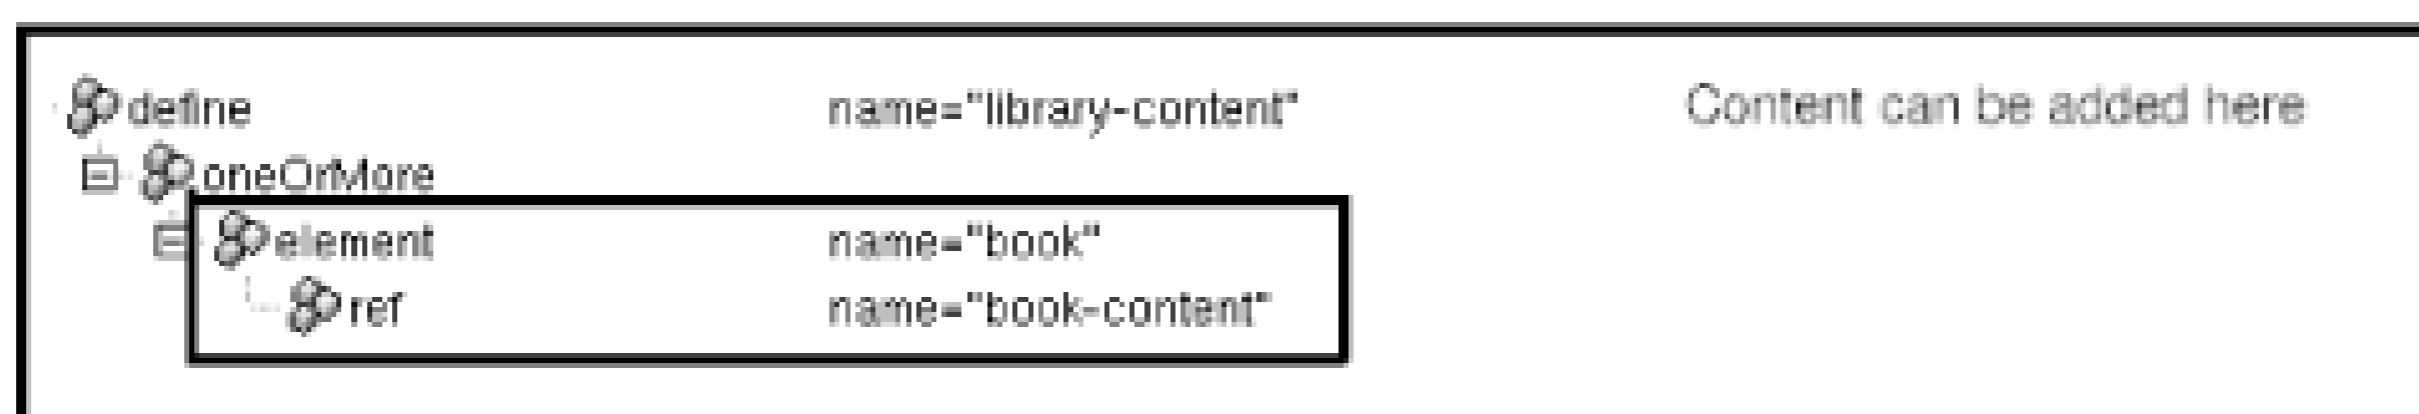 define name="library-content" Content can be added here
oneOrMore
element name="book"
ref name="book-content"